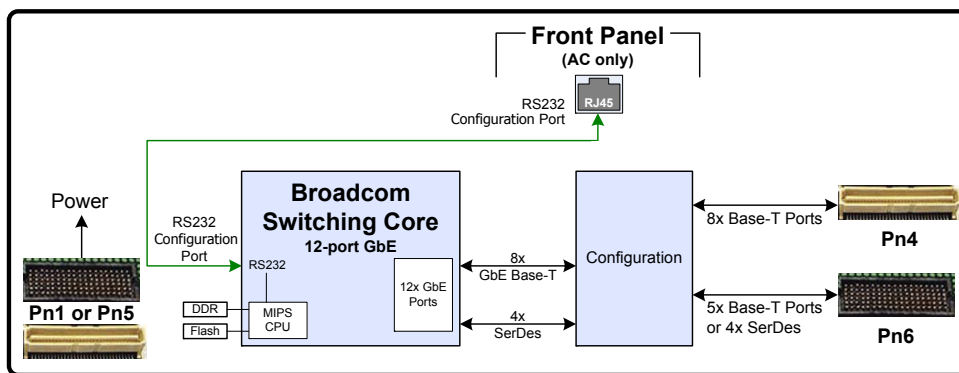 Front Panel
(AC only)
RJ45
RS232
Configuration Port
Power
RS232
Configuration
Port
Pn1 or Pn5
Broadcom
Switching Core
12-port GbE
RS232
DDR
Flash
MIPS
CPU
12x GbE
Ports
8x
GbE Base-T
4x
SerDes
Configuration
8x Base-T Ports
Pn4
5x Base-T Ports
or 4x SerDes
Pn6